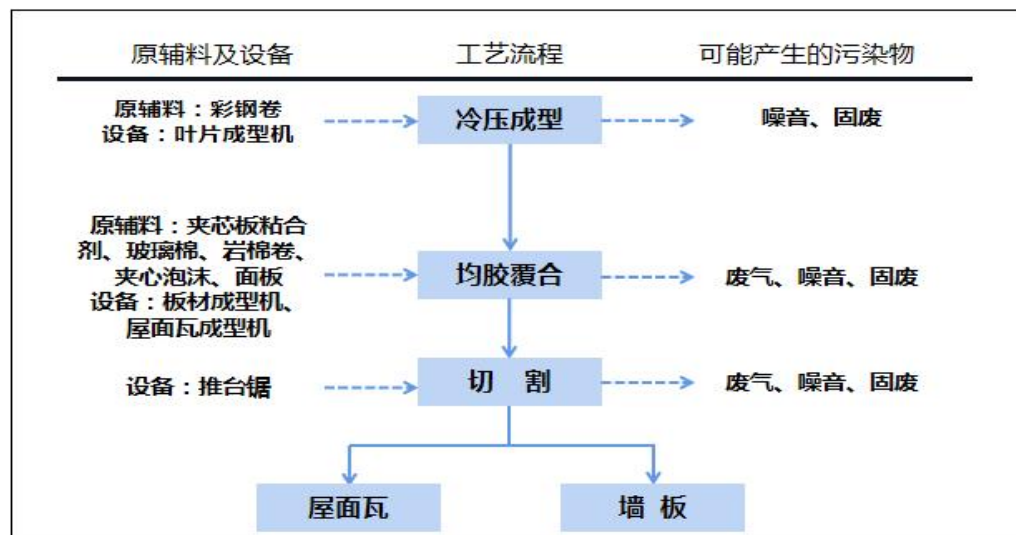 原辅料及设备 工艺流程 可能产生的污染物
原辅料：彩钢卷
设备：叶片成型机
冷压成型
噪音、固废
原辅料：夹芯板粘合
剂、玻璃棉、岩棉卷、
夹心泡沫、面板
设备：板材成型机、
屋面瓦成型机
均胶覆合
废气、噪音、固废
设备：推台锯
切 割
废气、噪音、固废
屋面瓦
墙 板